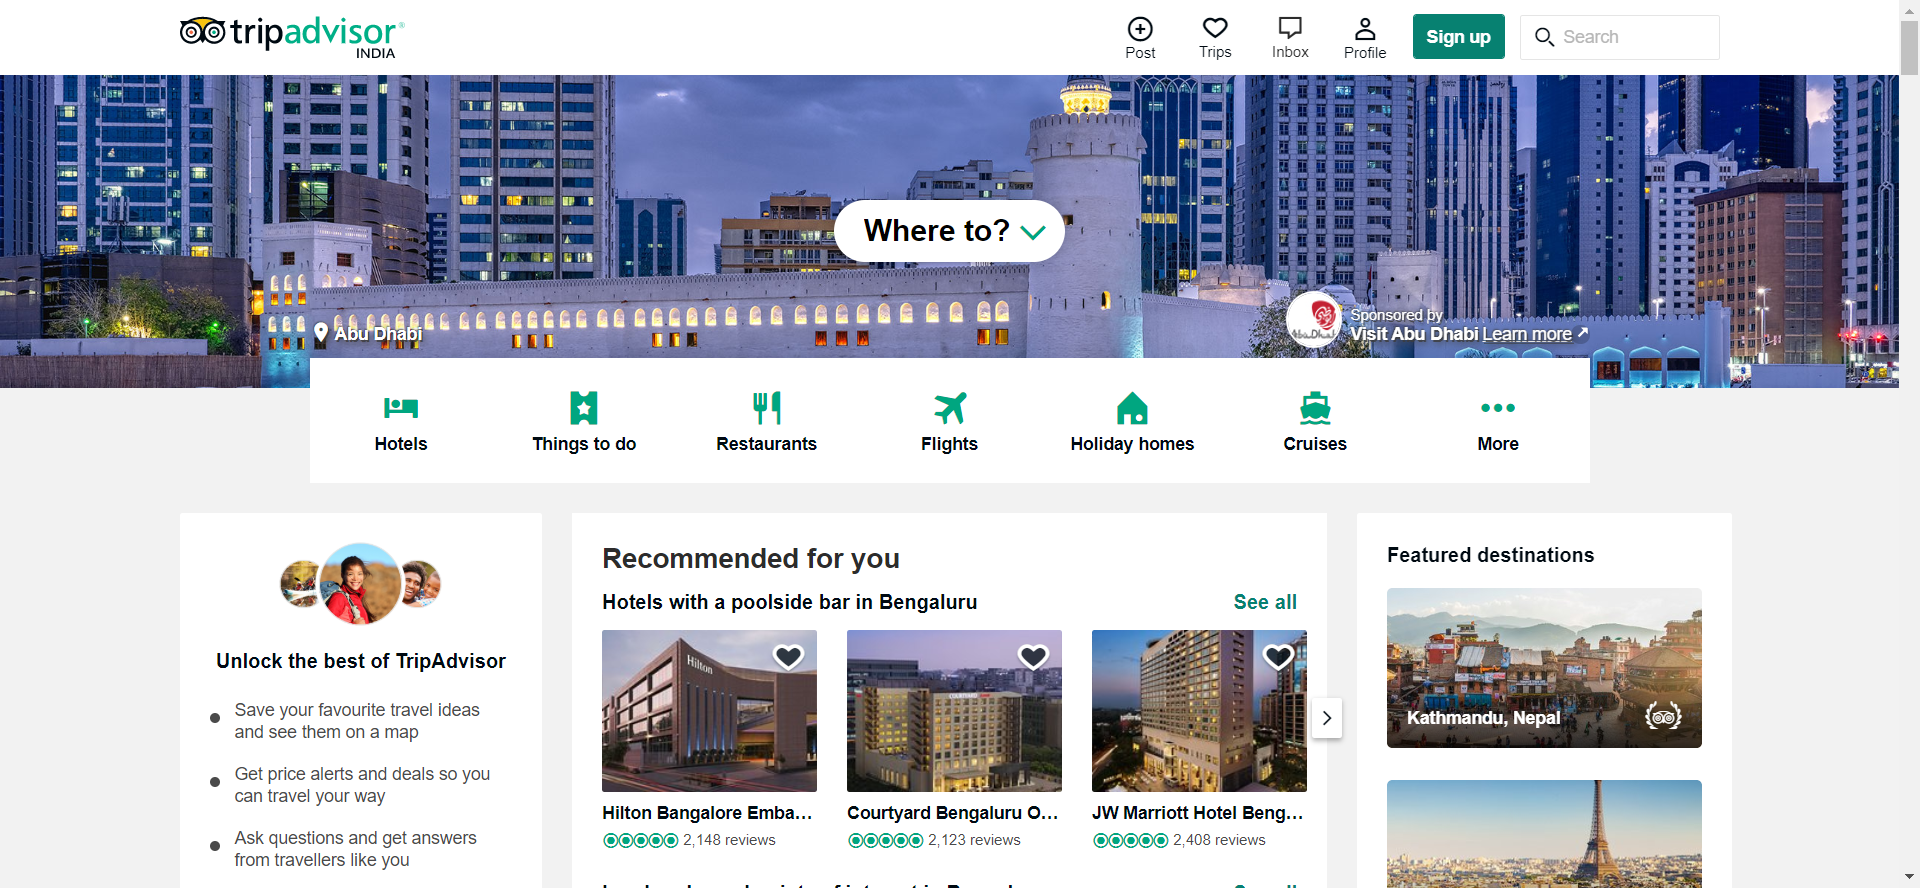 tripadvisor®
INDIA
Post
Trips
Inbox
Profile
Sign up
Search
Where to?
Abu Dhabi
Sponsored by
Visit Abu Dhabi Learn more
Hotels
Things to do
Restaurants
Flights
Holiday homes
Cruises
More
Unlock the best of TripAdvisor
Save your favourite travel ideas
and see them on a map
Get price alerts and deals so you
can travel your way
Ask questions and get answers
from travellers like you
Recommended for you
Hotels with a poolside bar in Bengaluru
See all
Hilton
COURTYARD
Hilton Bangalore Emba...
Courtyard Bengaluru O...
JW Marriott Hotel Beng...
2,148 reviews
2,123 reviews
2,408 reviews
Featured destinations
Kathmandu, Nepal